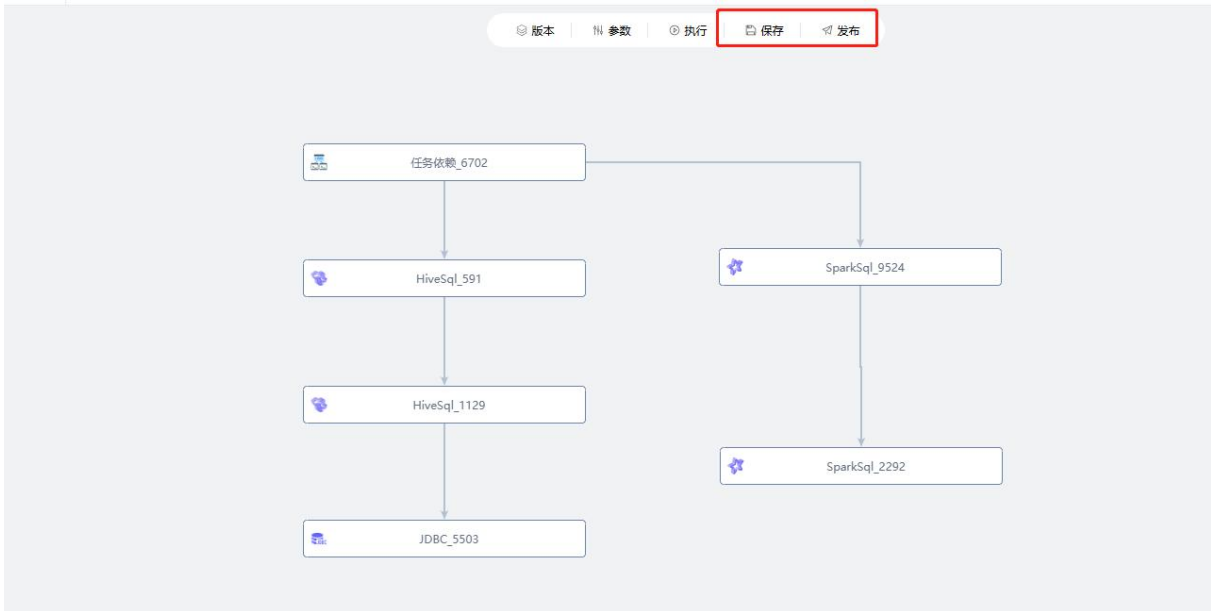 版本 参数 执行 保存 发布
任务依赖_6702
SparkSql_9524
HiveSql_591
HiveSql_1129
SparkSql_2292
JDBC_5503